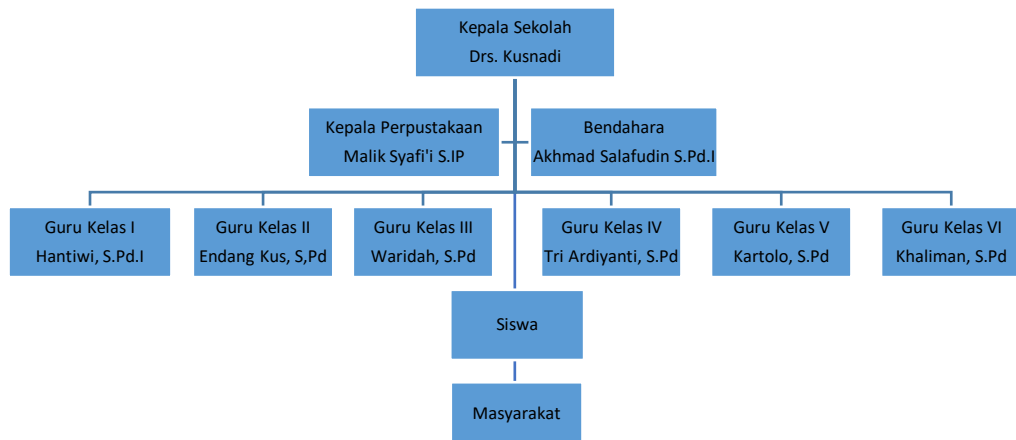 Kepala Sekolah
Drs. Kusnadi
Kepala Perpustakaan
Malik Syafi'i S.IP
Bendahara
Akhmad Salafudin S.Pd.I
Guru Kelas I
Hantiwi, S.Pd.I
Guru Kelas II
Endang Kus, S,Pd
Guru Kelas III
Waridah, S.Pd
Guru Kelas IV
Tri Ardiyanti, S.Pd
Guru Kelas V
Kartolo, S.Pd
Guru Kelas VI
Khaliman, S.Pd
Siswa
Masyarakat